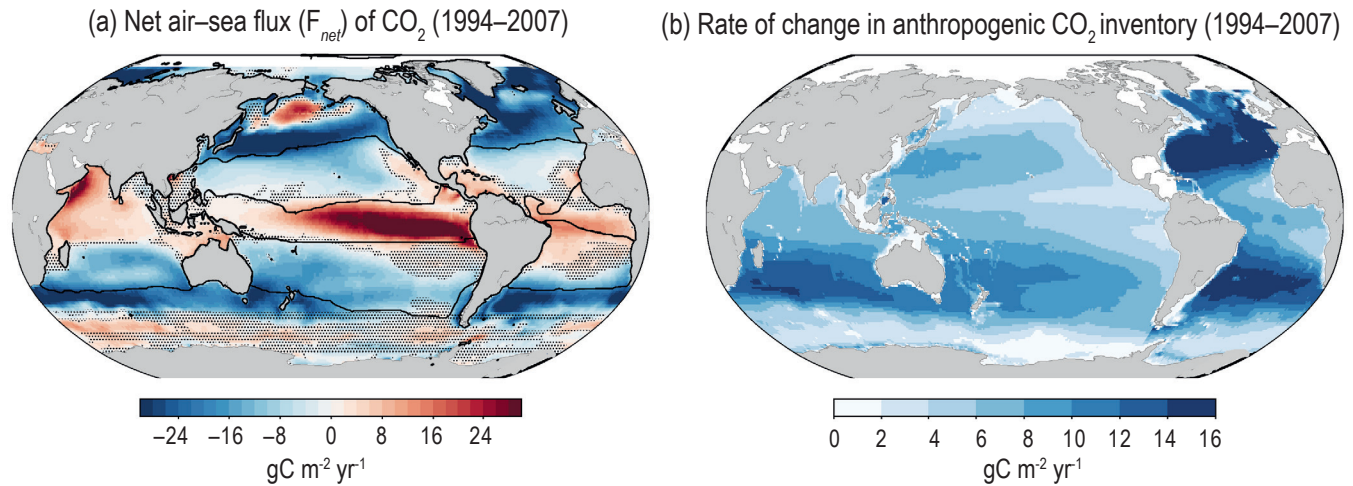 (a) Net air–sea flux (Fnet) of CO2 (1994–2007)
(b) Rate of change in anthropogenic CO2 inventory (1994–2007)
–24 –16 –8 0 8 16 24
gC m-2 yr-1
0 2 4 6 8 10 12 14 16
gC m-2 yr-1